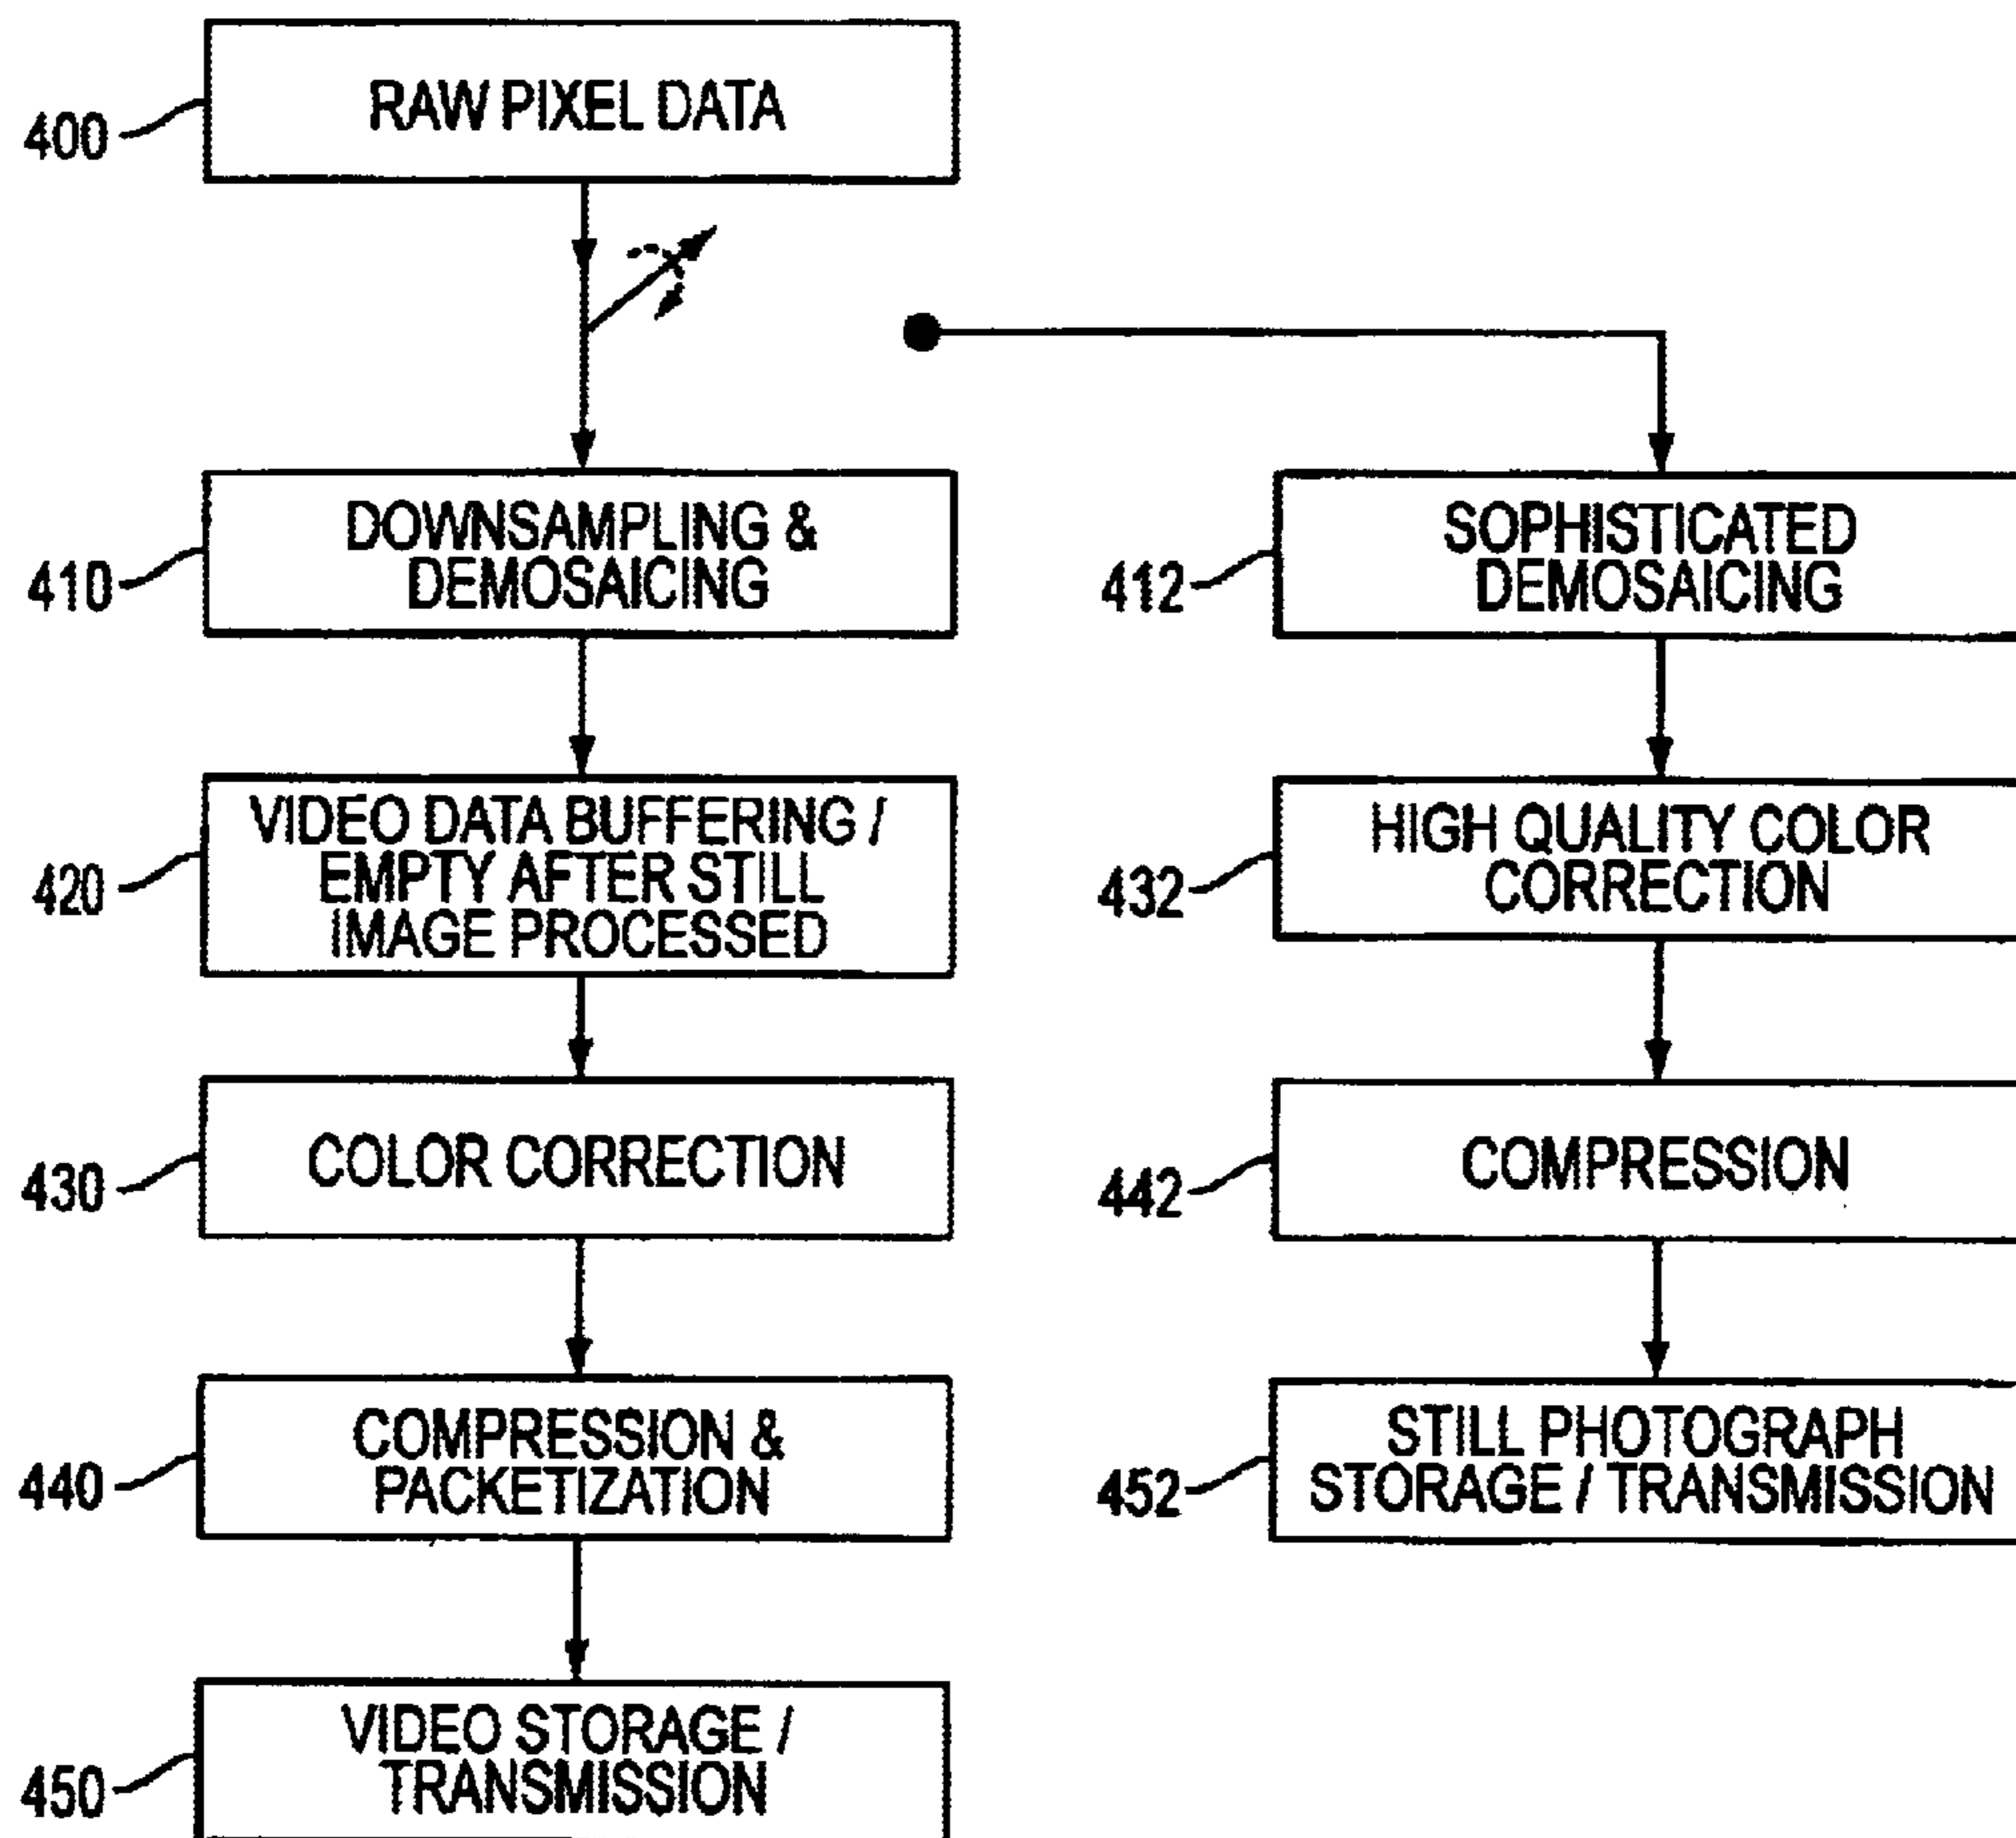 RAW PIXEL DATA
400
DOWNSAMPLING &
DEMOSAICING
410
SOPHISTICATED
DEMOSAICING
412
VIDEO DATA BUFFERING /
EMPTY AFTER STILL
IMAGE PROCESSED
420
HIGH QUALITY COLOR
CORRECTION
432
COLOR CORRECTION
430
COMPRESSION
442
COMPRESSION &
PACKETIZATION
440
STILL PHOTOGRAPH
STORAGE / TRANSMISSION
452
VIDEO STORAGE /
TRANSMISSION
450